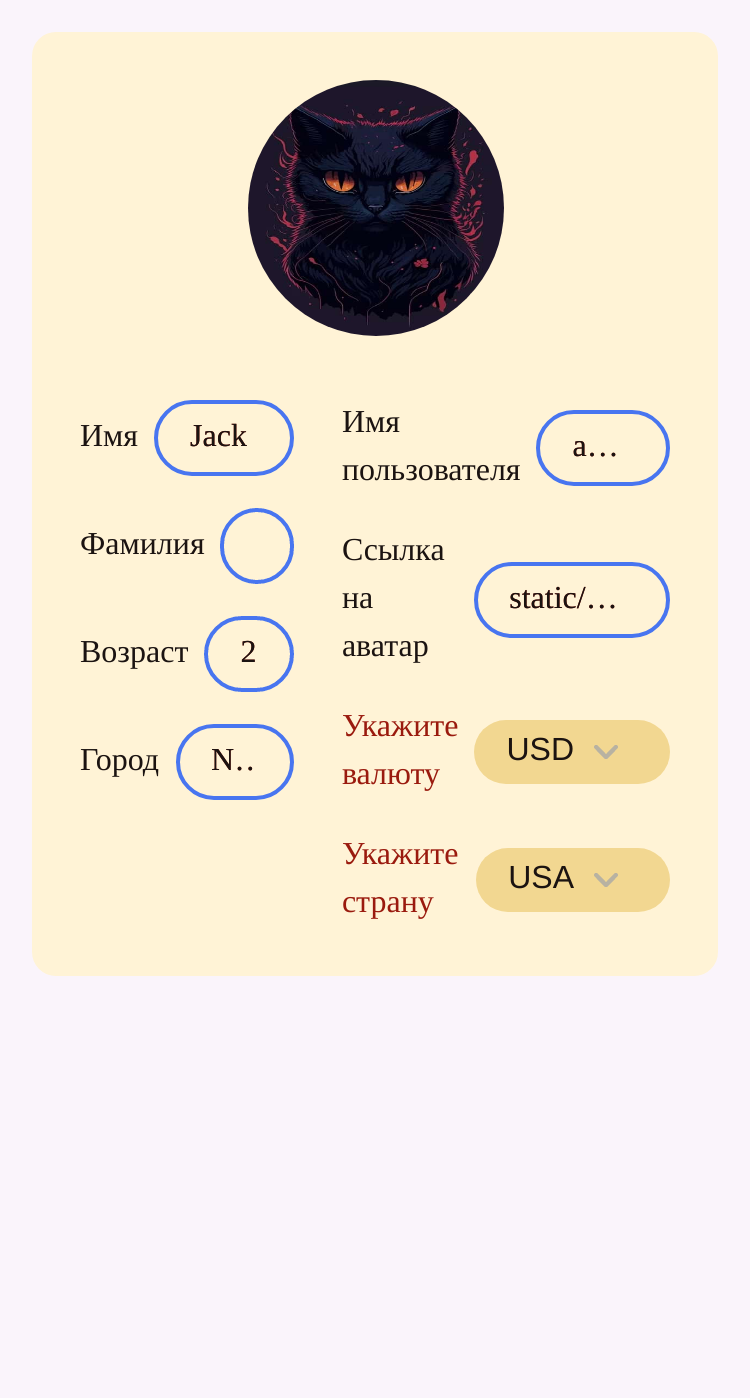 Имя
Jack
Фамилия
Возраст
2
Город
N..
Имя
пользователя
a...
Ссылка
на
аватар
static/...
Укажите
валюту
USD
Укажите
страну
USA